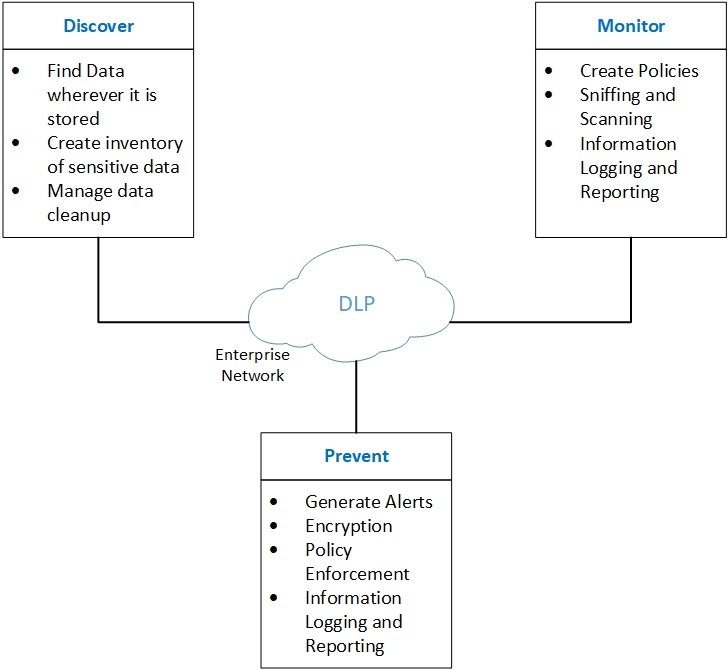 Discover
• Find Data
wherever it is
stored
• Create inventory
of sensitive data
• Manage data
cleanup
Monitor
• Create Policies
• Sniffing and
Scanning
• Information
Logging and
Reporting
DLP
Enterprise
Network
Prevent
• Generate Alerts
• Encryption
• Policy
Enforcement
• Information
Logging and
Reporting